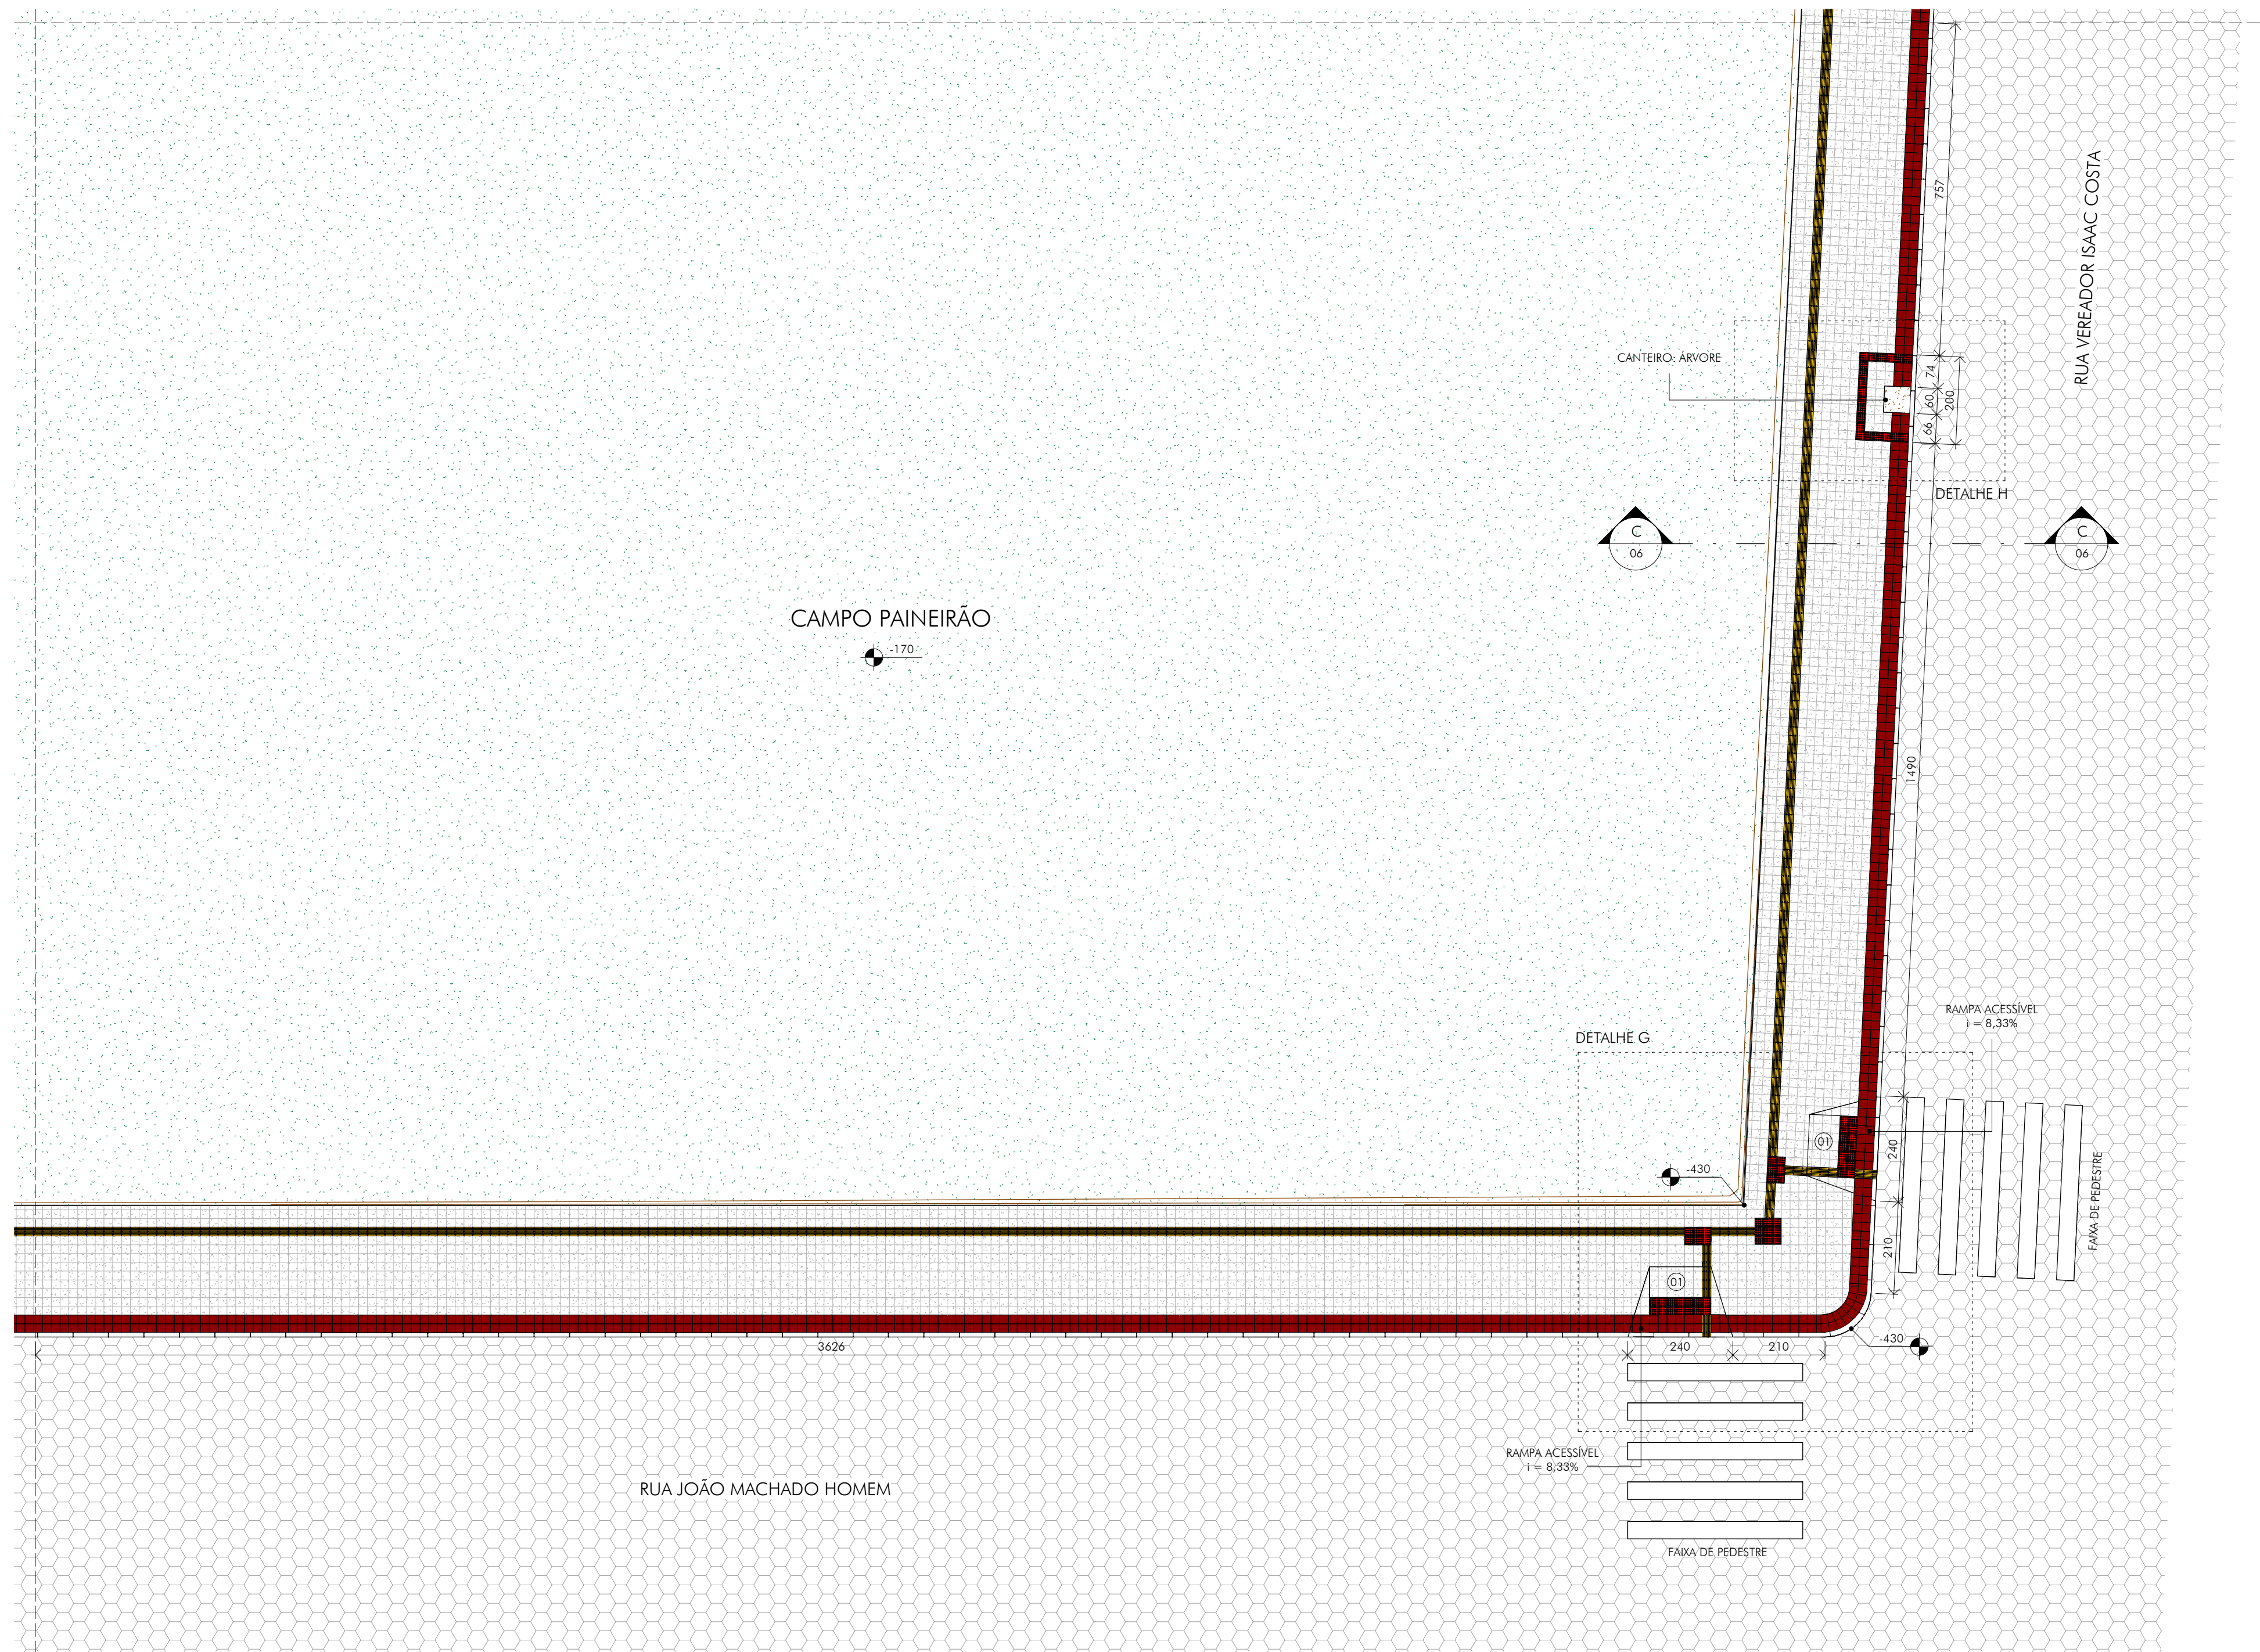 757
RUA VEREADOR ISAAC COSTA
CANTEIRO: ÁRVORE
74
60
200
66
DETALHE H
C
06
C
06
CAMPO PAINEIRÃO
-170
1490
RAMPA ACESSÍVEL
i = 8,33%
DETALHE G
01
240
-430
FAIXA DE PEDESTRE
210
01
-430
3626
240
210
RAMPA ACESSÍVEL
i = 8,33%
RUA JOÃO MACHADO HOMEM
FAIXA DE PEDESTRE